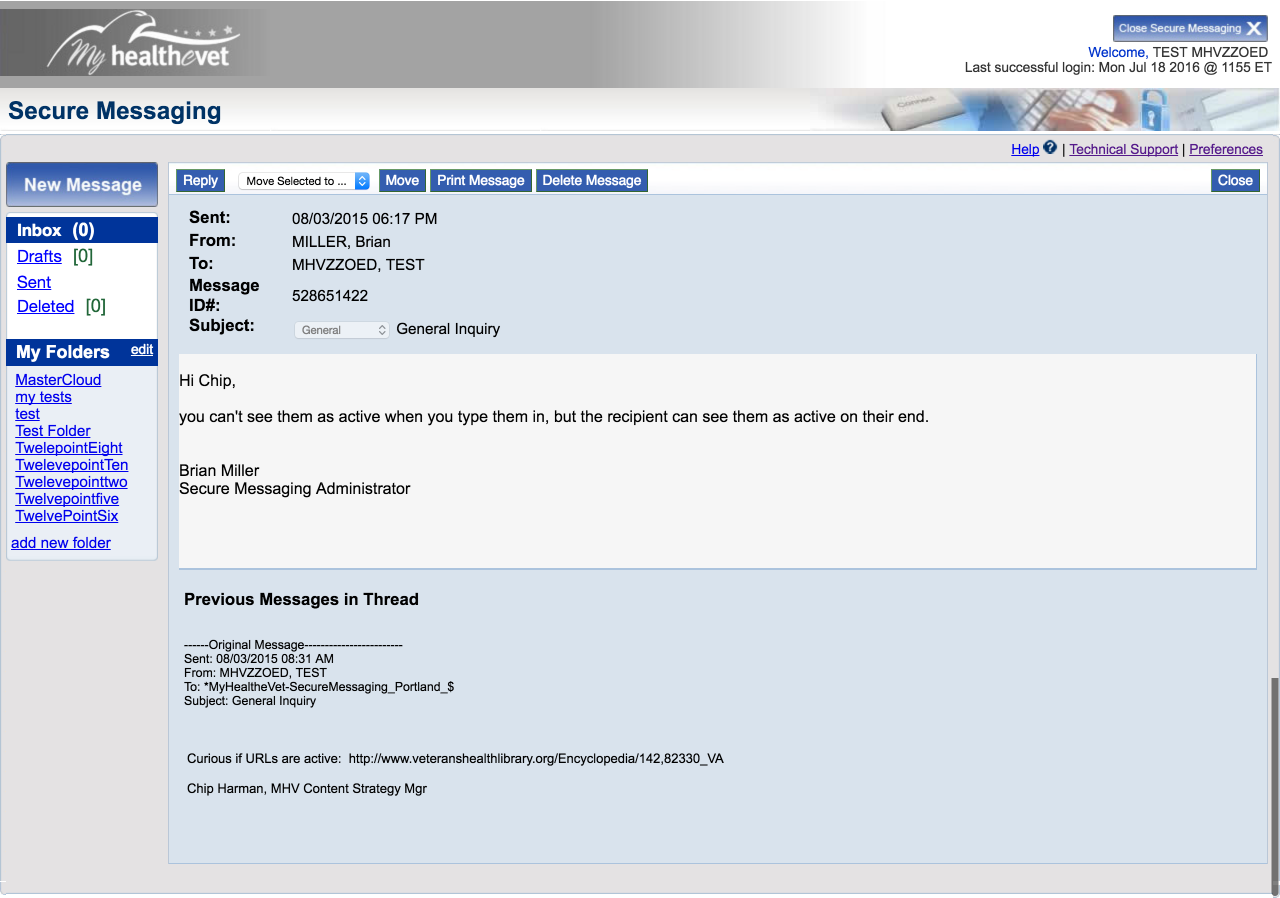 My healthevet
Close Secure Messaging X
Welcome, TEST MHVZZOED
Last successful login: Mon Jul 18 2016 @ 1155 ET
Secure Messaging
Connect
Help ? | Technical Support | Preferences
New Message
Reply Move Selected to ... Move Print Message Delete Message Close
Inbox (0)
Drafts [0]
Sent
Deleted [0]
My Folders edit
MasterCloud
my tests
test
Test Folder
TwelepointEight
TwelevepointTen
Twelevepointtwo
Twelvepointfive
TwelvePointSix
add new folder
Sent: 08/03/2015 06:17 PM
From: MILLER, Brian
To: MHVZZOED, TEST
Message
ID#: 528651422
Subject: General General Inquiry
Hi Chip,
you can't see them as active when you type them in, but the recipient can see them as active on their end.
Brian Miller
Secure Messaging Administrator
Previous Messages in Thread
------Original Message------------------------
Sent: 08/03/2015 08:31 AM
From: MHVZZOED, TEST
To: *MyHealtheVet-SecureMessaging_Portland_$
Subject: General Inquiry
Curious if URLs are active:  http://www.veteranshealthlibrary.org/Encyclopedia/142,82330_VA
Chip Harman, MHV Content Strategy Mgr